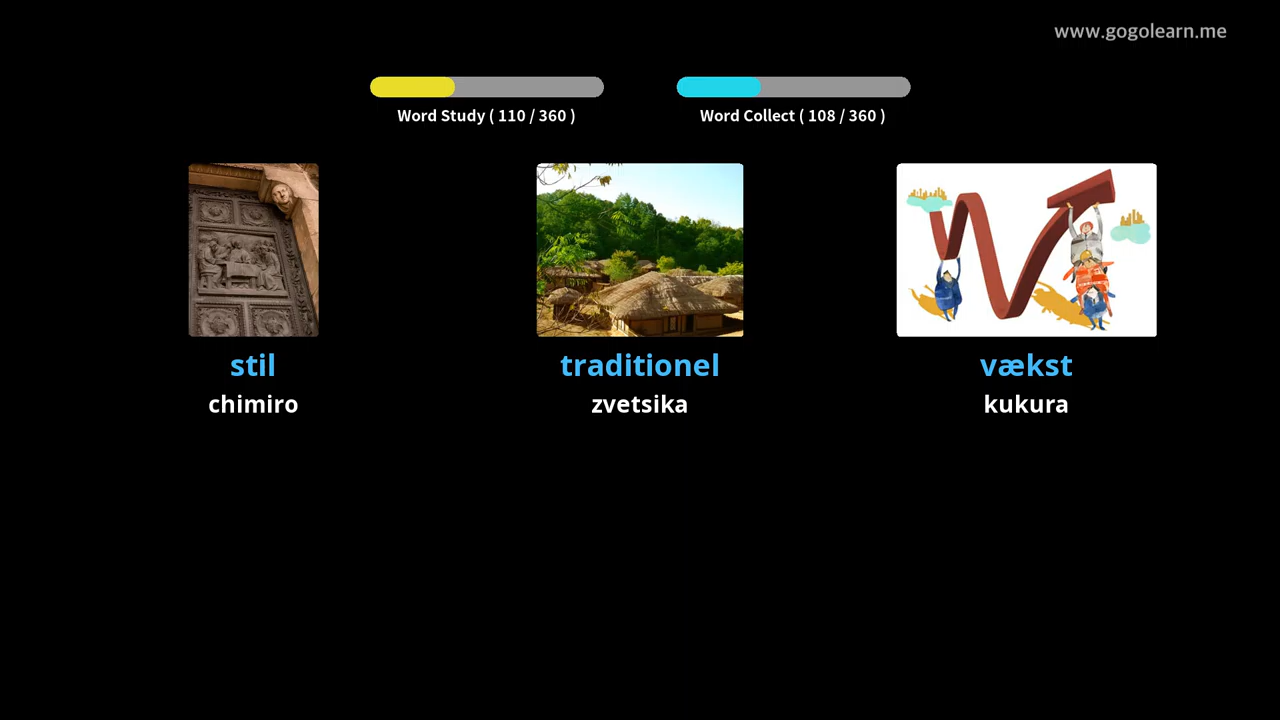 www.gogolearn.me
Word Study ( 110 / 360 )
Word Collect ( 108 / 360 )
stil
chimiro
traditionel
zvetsika
vækst
kukura